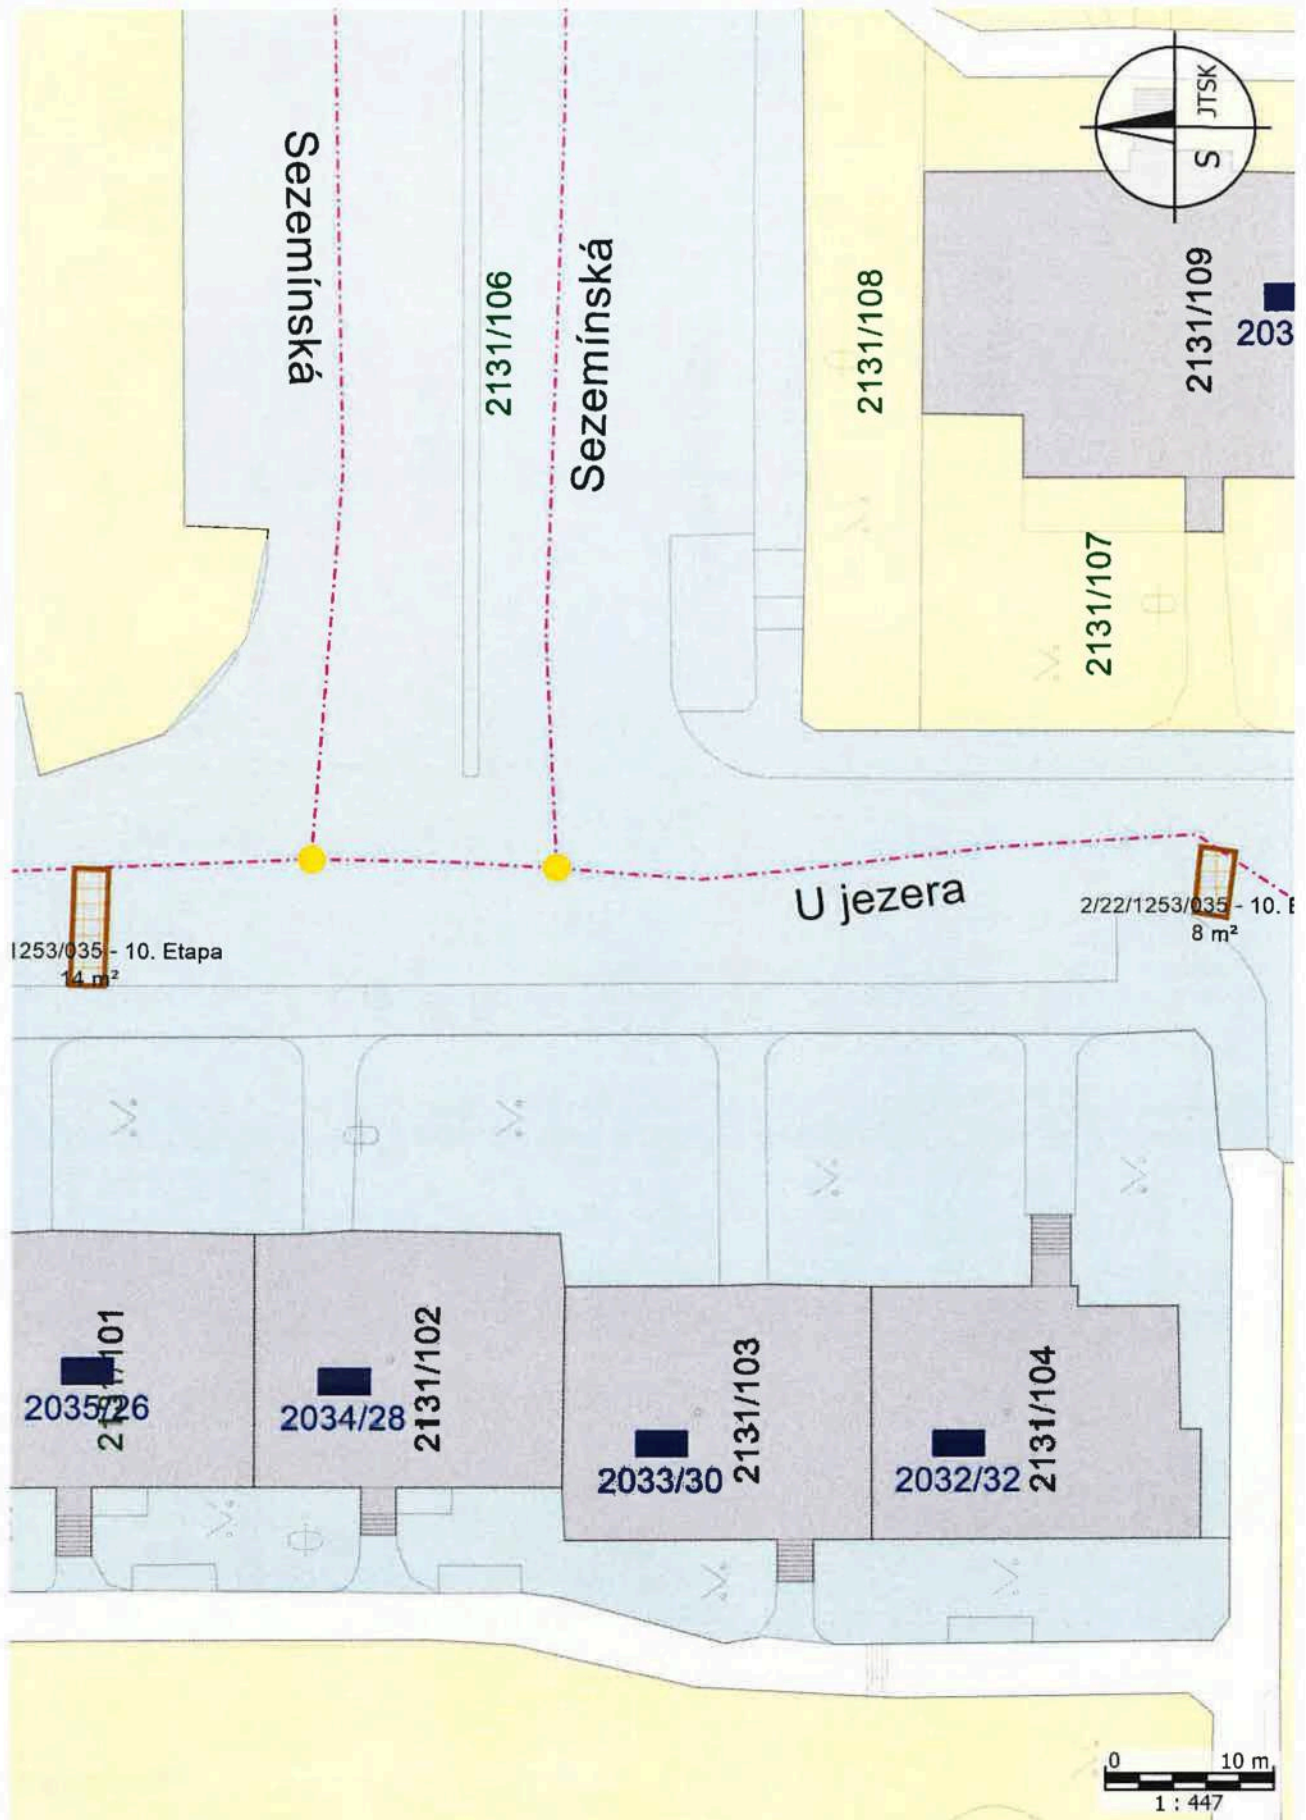 Sezemínská
2131/106
Sezemínská
2131/108
JTSK
S
2131/109
203
2131/107
U jezera
2/22/1253/035 - 10. E
8 m²
1253/035 - 10. Etapa
14 m²
2131/101
2035/26
2131/102
2034/28
2131/103
2033/30
2131/104
2032/32
0 10 m
1 : 447